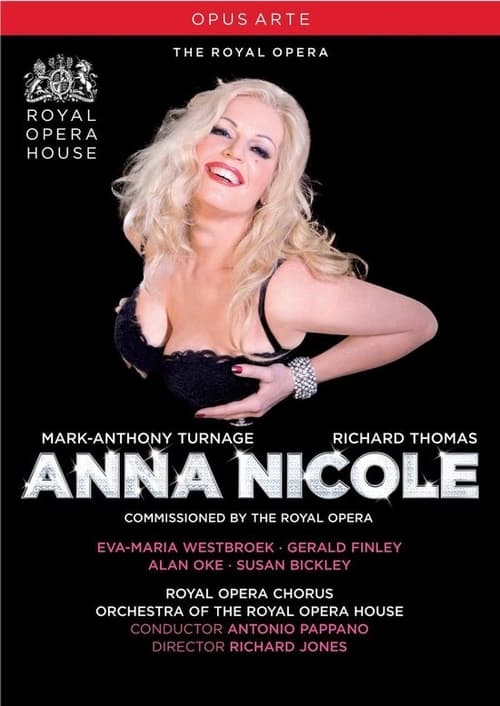 OPUS ARTE
THE ROYAL OPERA
ROYAL
OPERA
HOUSE
MARK-ANTHONY TURNAGE RICHARD THOMAS
ANNA NICOLE
COMMISSIONED BY THE ROYAL OPERA
EVA-MARIA WESTBROEK · GERALD FINLEY
ALAN OKE · SUSAN BICKLEY
ROYAL OPERA CHORUS
ORCHESTRA OF THE ROYAL OPERA HOUSE
CONDUCTOR ANTONIO PAPPANO
DIRECTOR RICHARD JONES